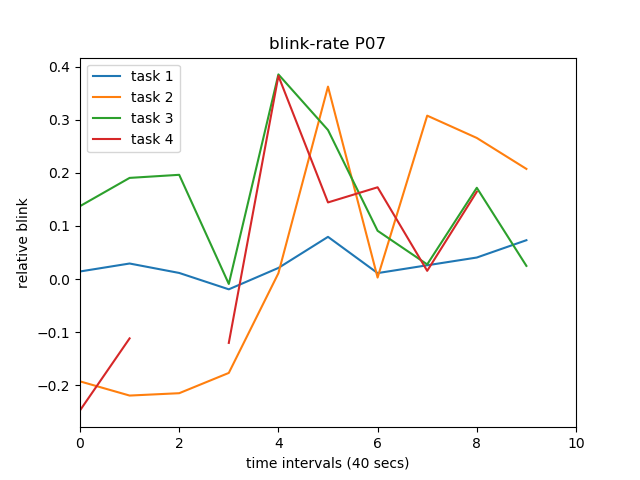 blink-rate P07
task 1
task 2
task 3
task 4
relative blink
0.4
0.3
0.2
0.1
0.0
−0.1
−0.2
0 2 4 6 8 10
time intervals (40 secs)